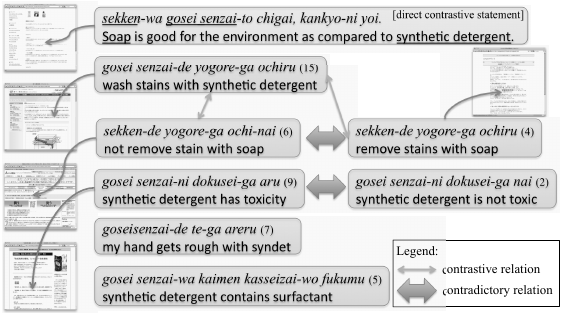 sekken-wa gosei senzai-to chigai, kankyo-ni yoi. [direct contrastive statement]
Soap is good for the environment as compared to synthetic detergent.
gosei senzai-de yogore-ga ochiru (15)
wash stains with synthetic detergent
sekken-de yogore-ga ochi-nai (6)
not remove stain with soap
sekken-de yogore-ga ochiru (4)
remove stains with soap
gosei senzai-ni dokusei-ga aru (9)
synthetic detergent has toxicity
gosei senzai-ni dokusei-ga nai (2)
synthetic detergent is not toxic
goseisenzai-de te-ga areru (7)
my hand gets rough with syndet
gosei senzai-wa kaimen kasseizai-wo fukumu (5)
synthetic detergent contains surfactant
Legend:
contrastive relation
contradictory relation